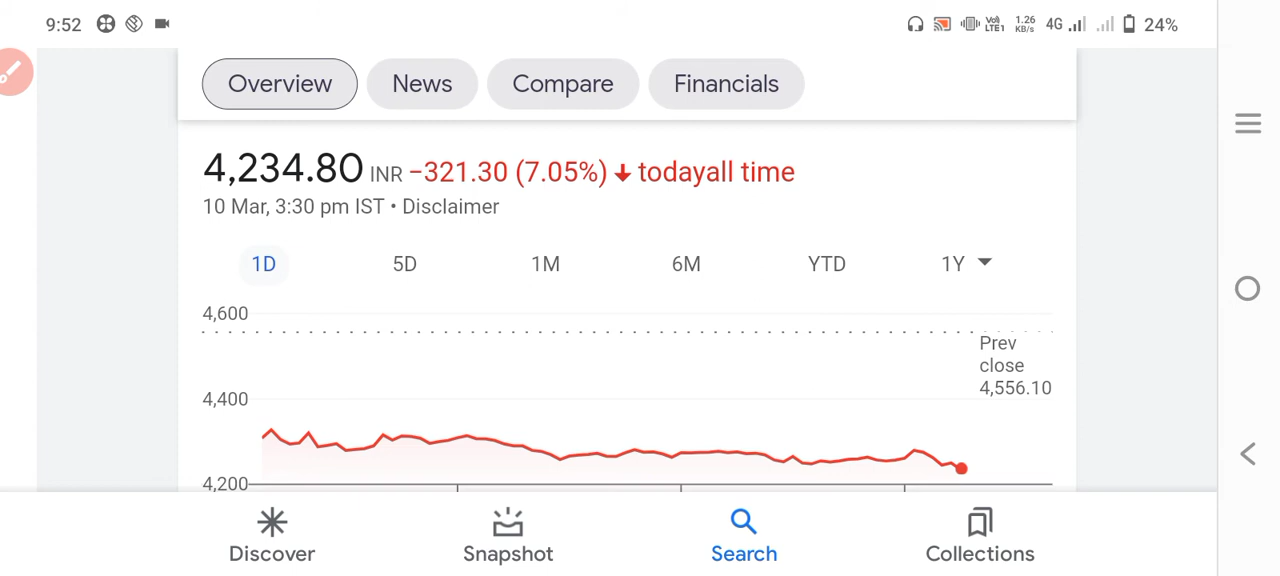 9:52 Vo) LTE1 1.26 KB/s 4G 24%
Overview News Compare Financials
4,234.80 INR −321.30 (7.05%) ↓ todayall time
10 Mar, 3:30 pm IST • Disclaimer
1D 5D 1M 6M YTD 1Y
4,600
Prev
close
4,556.10
4,400
4,200
Discover Snapshot Search Collections